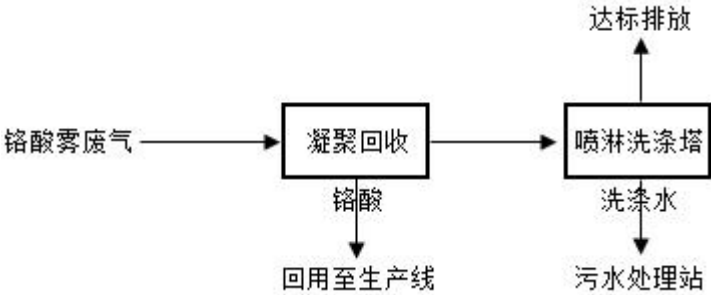 达标排放
铬酸雾废气
凝聚回收
喷淋洗涤塔
铬酸
洗涤水
回用至生产线
污水处理站